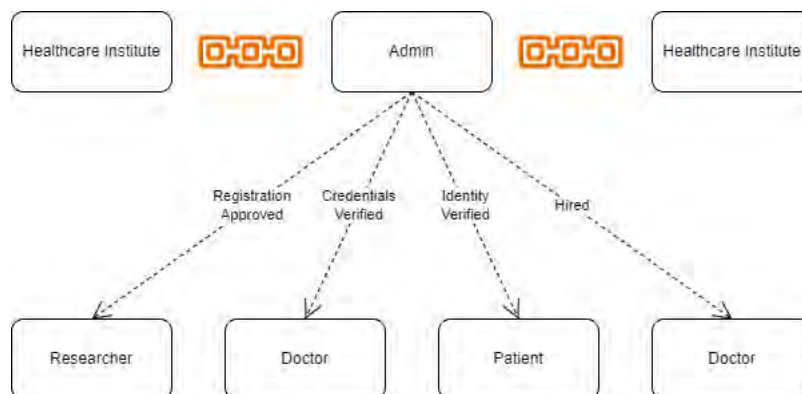 Healthcare Institute
Admin
Healthcare Institute
Registration
Approved
Credentials
Verified
Identity
Verified
Hired
Researcher
Doctor
Patient
Doctor